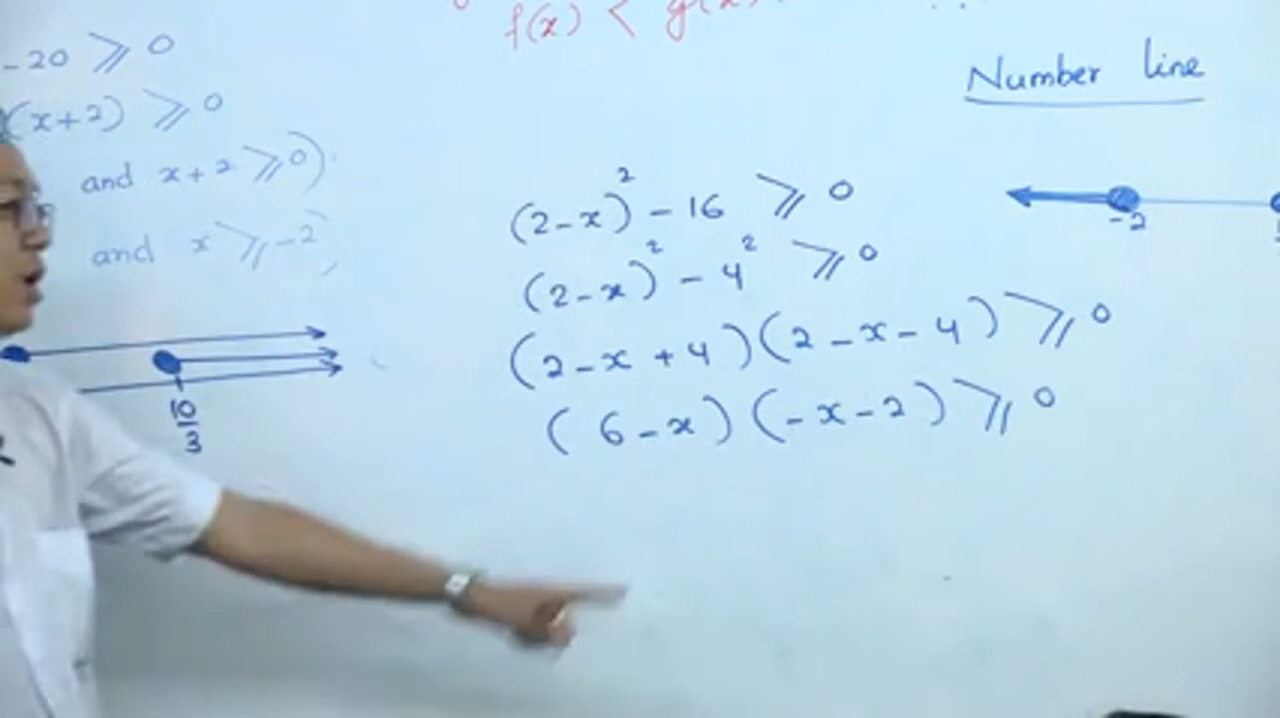 f(x) < g(x)
-20 ⩾ 0
(x+2) ⩾ 0
and x+2 ⩾ 0)
and x ⩾ -2
10
3
(2-x)² - 16 ⩾ 0
(2-x)² - 4² ⩾ 0
(2-x+4)(2-x-4) ⩾ 0
(6-x)(-x-2) ⩾ 0
Number line
-2